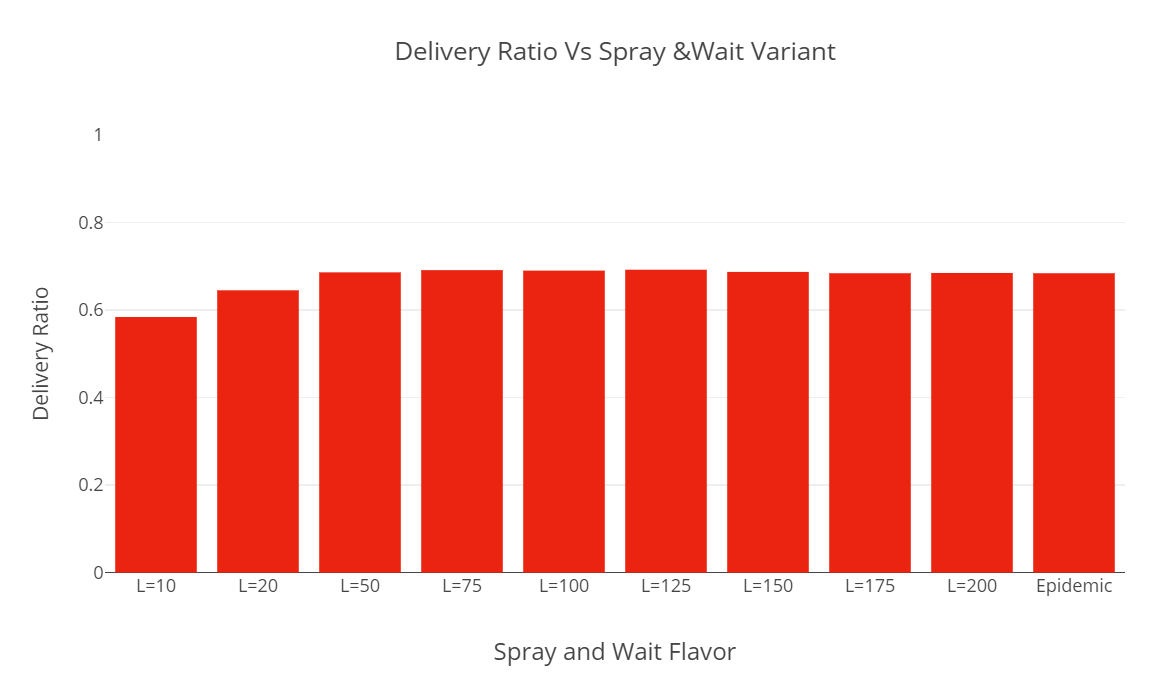 Delivery Ratio Vs Spray &Wait Variant
1
0.8
0.6
0.4
0.2
0
Delivery Ratio
L=10 L=20 L=50 L=75 L=100 L=125 L=150 L=175 L=200 Epidemic
Spray and Wait Flavor